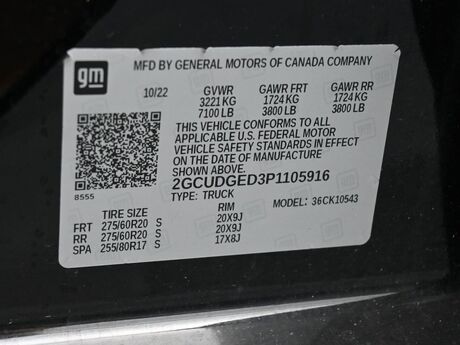 gm
MFD BY GENERAL MOTORS OF CANADA COMPANY
10/22 GVWR GAWR FRT GAWR RR
3221 KG 1724 KG 1724 KG
7100 LB 3800 LB 3800 LB
THIS VEHICLE CONFORMS TO ALL
APPLICABLE U.S. FEDERAL MOTOR
VEHICLE SAFETY STANDARDS IN EFFECT
ON THE DATE OF MANUFACTURE
SHOWN ABOVE.
2GCUDGED3P1105916
8555
TYPE: TRUCK MODEL: 36CK10543
TIRE SIZE RIM
FRT 275/60R20 S 20X9J
RR 275/60R20 S 20X9J
SPA 255/80R17 S 17X8J